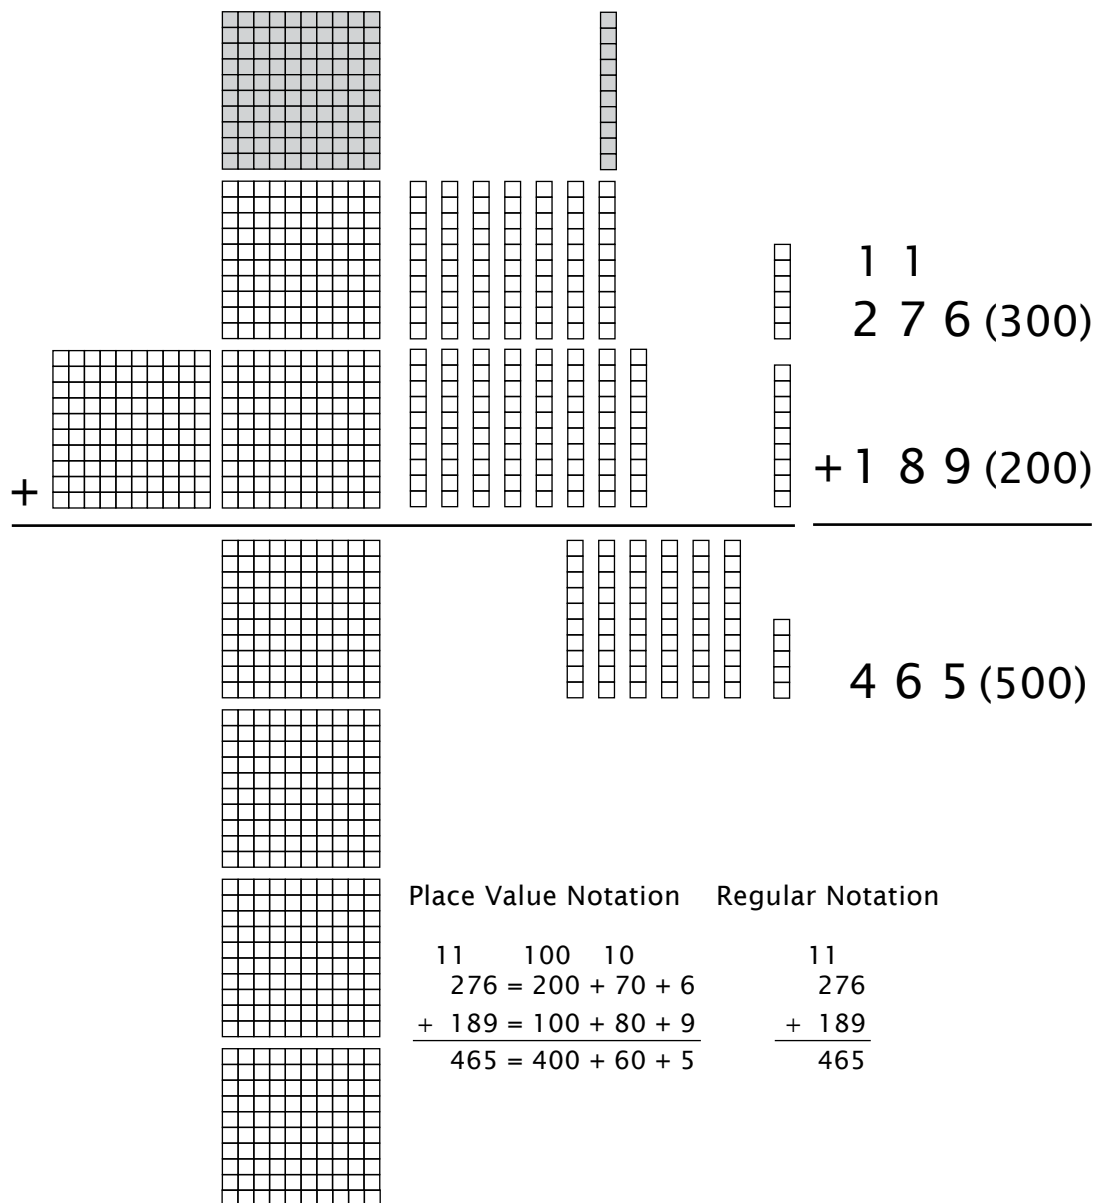 1 1
2 7 6 (300)
+ 1 8 9 (200)
+
4 6 5 (500)
Place Value Notation Regular Notation
11 100 10 11
276 = 200 + 70 + 6 276
+ 189 = 100 + 80 + 9 + 189
465 = 400 + 60 + 5 465